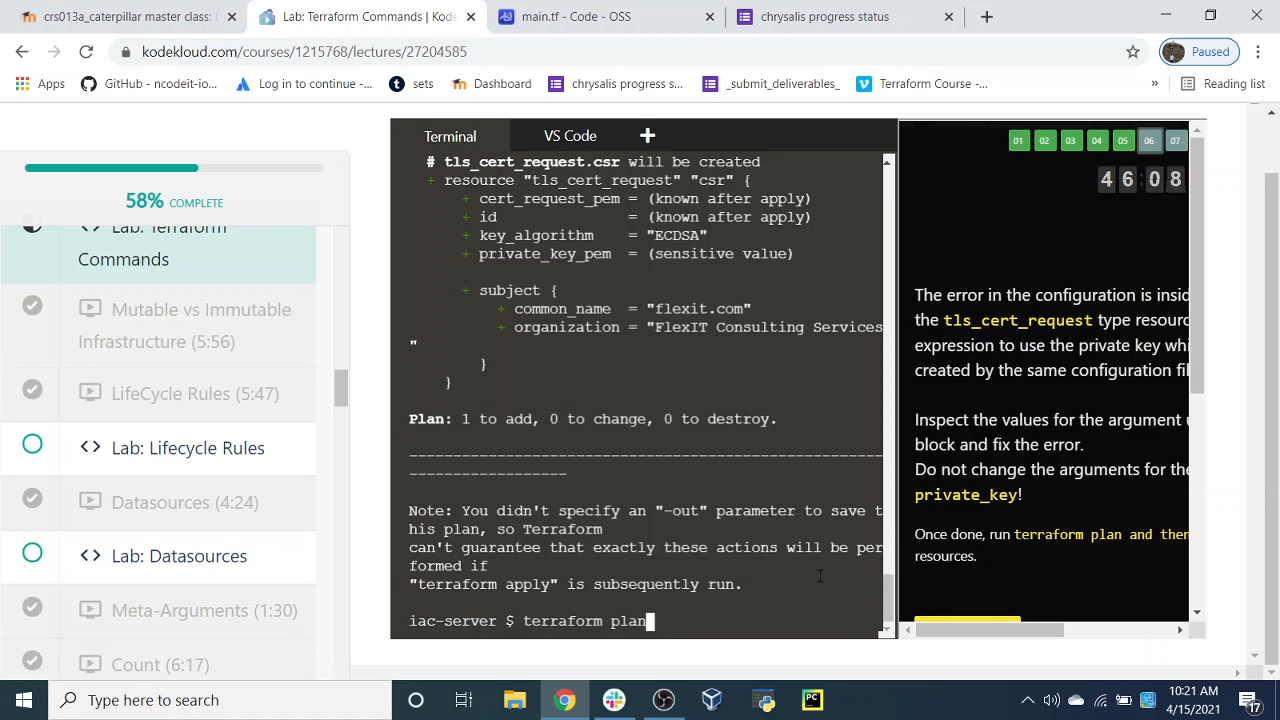 tsi5013a_caterpillar master class: f
Lab: Terraform Commands | Kodek
main.tf - Code - OSS
chrysalis progress status
kodekloud.com/courses/1215768/lectures/27204585
Paused
Apps
GitHub - ncodeit-io...
Log in to continue -...
sets
Dashboard
chrysalis progress s...
_submit_deliverables_
Terraform Course -...
»
Reading list
58% COMPLETE
Lab: Terraform
Commands
Mutable vs Immutable
Infrastructure (5:56)
LifeCycle Rules (5:47)
Lab: Lifecycle Rules
Datasources (4:24)
Lab: Datasources
Meta-Arguments (1:30)
Count (6:17)
Terminal
VS Code
# tls_cert_request.csr will be created
+ resource "tls_cert_request" "csr" {
+ cert_request_pem = (known after apply)
+ id = (known after apply)
+ key_algorithm = "ECDSA"
+ private_key_pem = (sensitive value)
+ subject {
+ common_name = "flexit.com"
+ organization = "FlexIT Consulting Services
"
}
}
Plan: 1 to add, 0 to change, 0 to destroy.
------------------------------------------------------
------------------
Note: You didn't specify an "-out" parameter to save t
his plan, so Terraform
can't guarantee that exactly these actions will be per
formed if
"terraform apply" is subsequently run.
iac-server $ terraform plan
01 02 03 04 05 06 07
46:08
The error in the configuration is insid
the tls_cert_request type resourc
expression to use the private key whi
created by the same configuration fil
Inspect the values for the argument u
block and fix the error.
Do not change the arguments for the
private_key!
Once done, run terraform plan and then
resources.
Type here to search
10:21 AM
4/15/2021
17